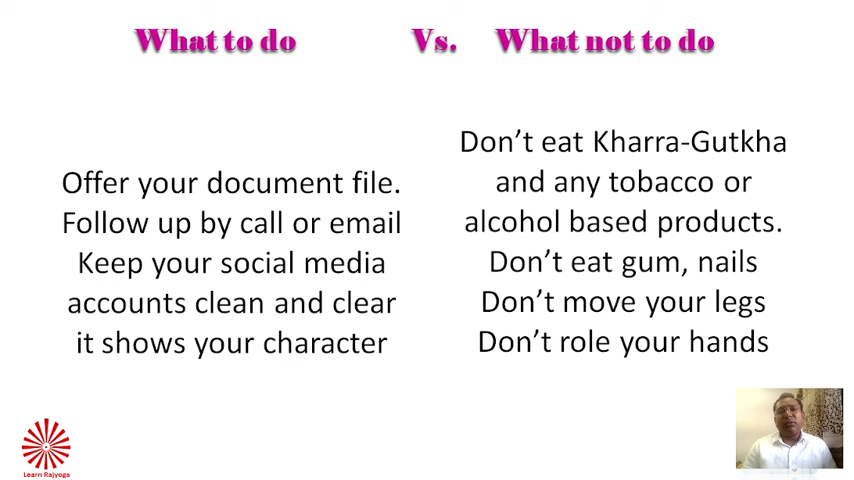 What to do Vs. What not to do
Offer your document file.
Follow up by call or email
Keep your social media
accounts clean and clear
it shows your character
Don’t eat Kharra-Gutkha
and any tobacco or
alcohol based products.
Don’t eat gum, nails
Don’t move your legs
Don’t role your hands
Learn Rajyoga